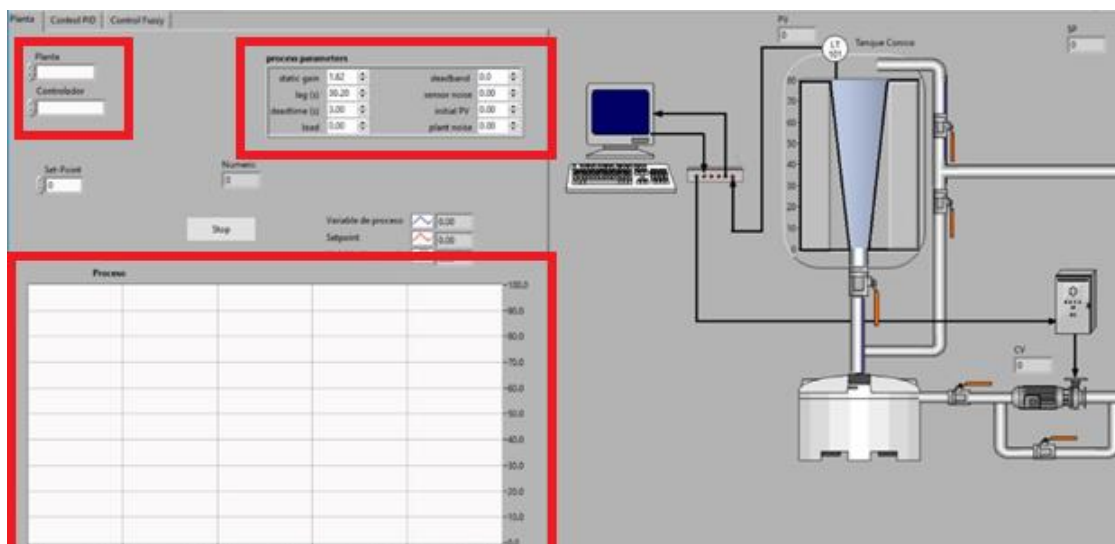 Planta
Control PID
Control Fuzzy
Planta
Controlador
process parameters
static gain 1.62 deadband 0.0
lag (s) 30.20 sensor noise 0.00
deadtime (s) 3.00 initial PV 0.00
load 0.00 plant noise 0.00
Set-Point
0
Numeric
0
Stop
Variable de proceso 0.00
Setpoint 0.00
Proceso
100.0
90.0
80.0
70.0
60.0
50.0
40.0
30.0
20.0
10.0
0.0
PV
0
SP
0
LT
101
Tanque Conico
80
70
60
50
40
30
20
10
0
CV
0